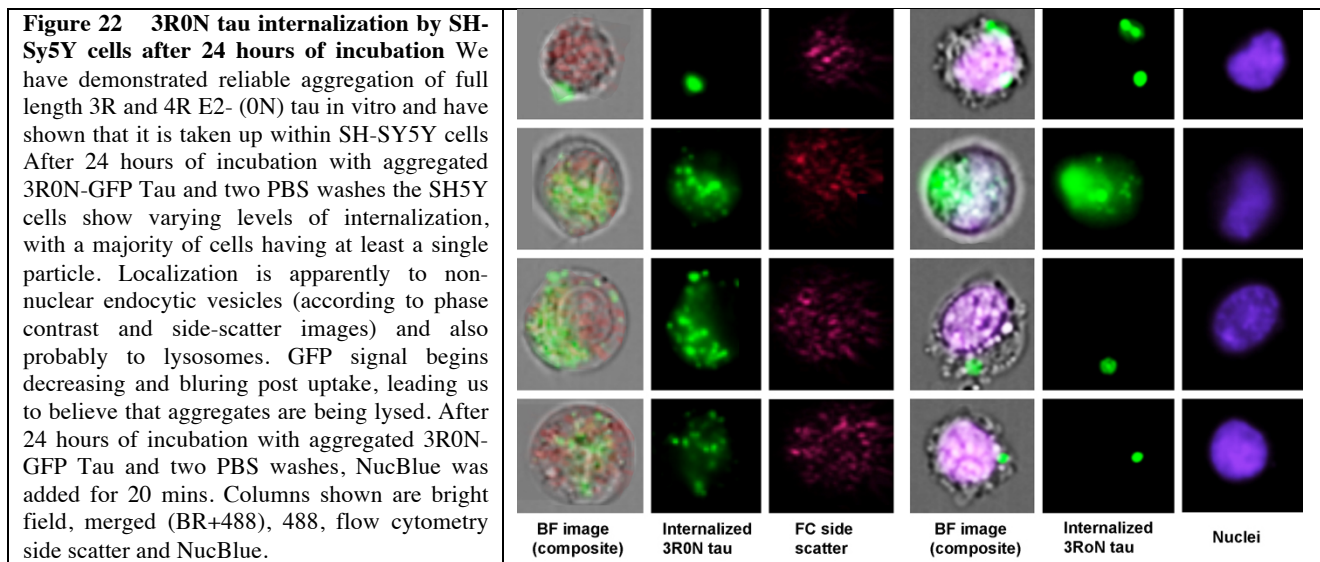 Figure 22 3R0N tau internalization by SH-
Sy5Y cells after 24 hours of incubation We
have demonstrated reliable aggregation of full
length 3R and 4R E2- (0N) tau in vitro and have
shown that it is taken up within SH-SY5Y cells
After 24 hours of incubation with aggregated
3R0N-GFP Tau and two PBS washes the SH5Y
cells show varying levels of internalization,
with a majority of cells having at least a single
particle. Localization is apparently to non-
nuclear endocytic vesicles (according to phase
contrast and side-scatter images) and also
probably to lysosomes. GFP signal begins
decreasing and bluring post uptake, leading us
to believe that aggregates are being lysed. After
24 hours of incubation with aggregated 3R0N-
GFP Tau and two PBS washes, NucBlue was
added for 20 mins. Columns shown are bright
field, merged (BR+488), 488, flow cytometry
side scatter and NucBlue.
BF image
(composite)
Internalized
3R0N tau
FC side
scatter
BF image
(composite)
Internalized
3RoN tau
Nuclei